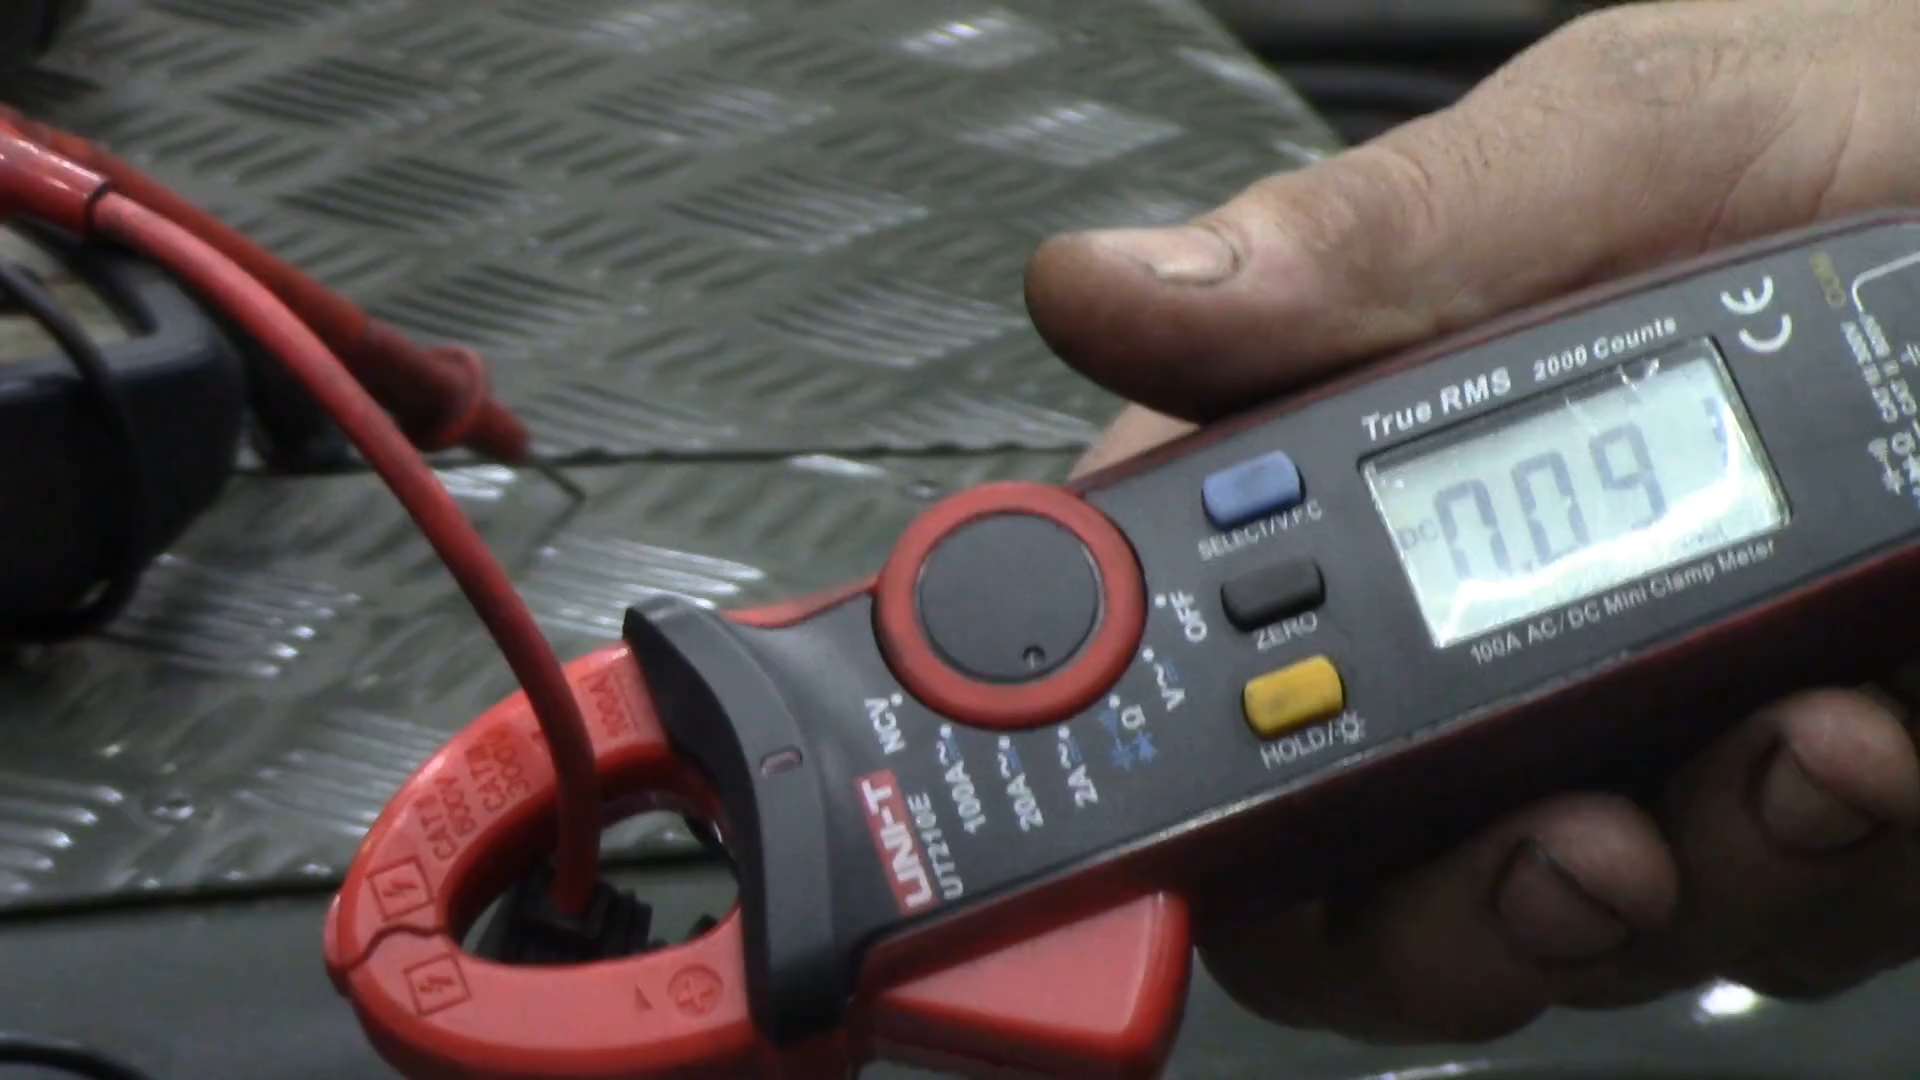 True RMS 2000 Counts
DC 0.09
100A AC/DC Mini Clamp Meter
CE
SELECT/V.F.C
ZERO
HOLD/
OFF
V
Ω
2A
20A
100A
NCV
UNI-T
UT210E
CAT II
600V
CAT III
300V
100A